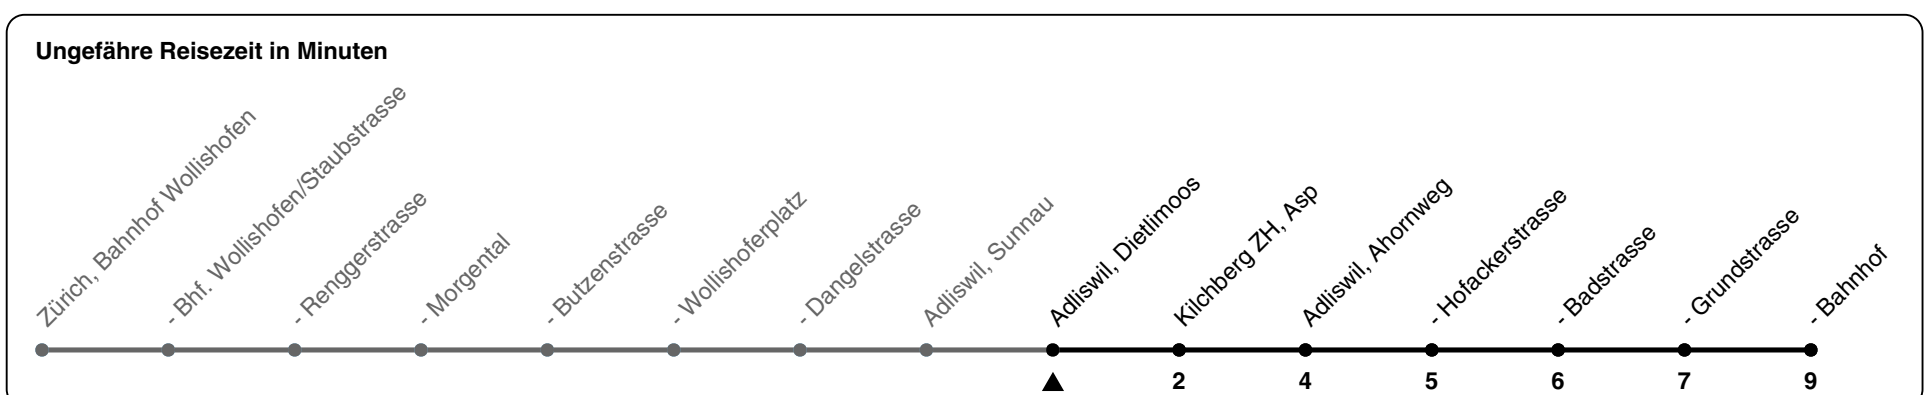 Ungefähre Reisezeit in Minuten
Zürich, Bahnhof Wollishofen
- Bhf. Wollishofen/Staubstrasse
- Renggerstrasse
- Morgental
- Butzenstrasse
- Wollishoferplatz
- Dangelstrasse
Adliswil, Sunnau
Adliswil, Dietlimoos
Kilchberg ZH, Asp
Adliswil, Ahornweg
- Hofackerstrasse
- Badstrasse
- Grundstrasse
- Bahnhof
2 4 5 6 7 9